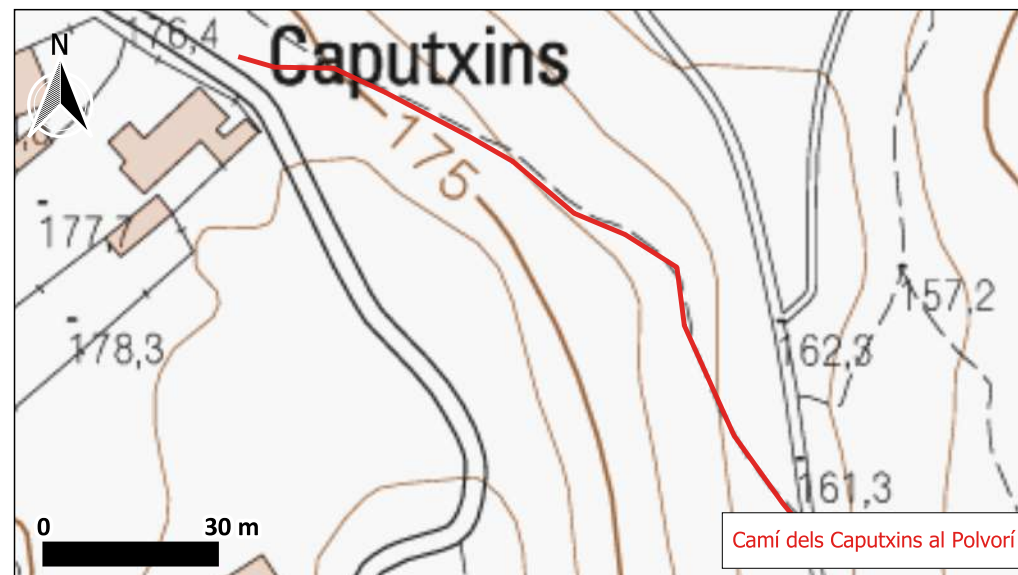 176,4
Caputxins
N
175
177,7
157,2
178,3
162,3
161,3
0 30 m
Camí dels Caputxins al Polvorí